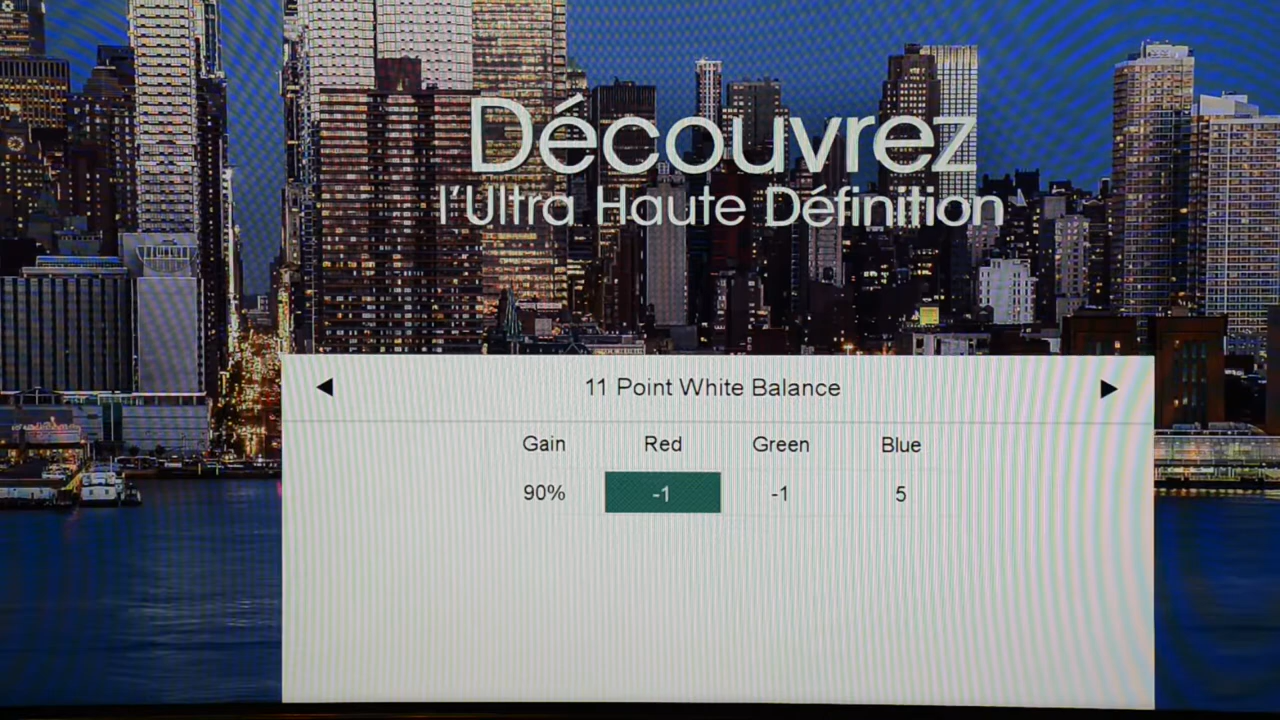 Découvrez
l'Ultra Haute Définition
11 Point White Balance
Gain Red Green Blue
90% -1 -1 5